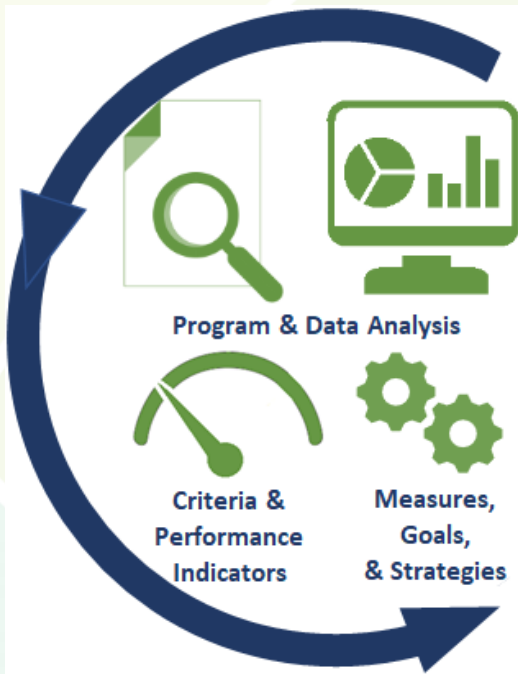 Program & Data Analysis
Criteria &
Performance
Indicators
Measures,
Goals,
& Strategies